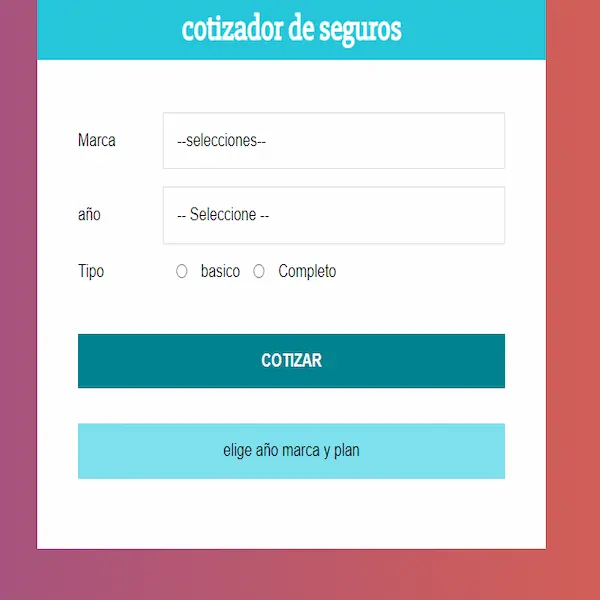 cotizador de seguros
Marca --selecciones--
año -- Seleccione --
Tipo basico Completo
COTIZAR
elige año marca y plan